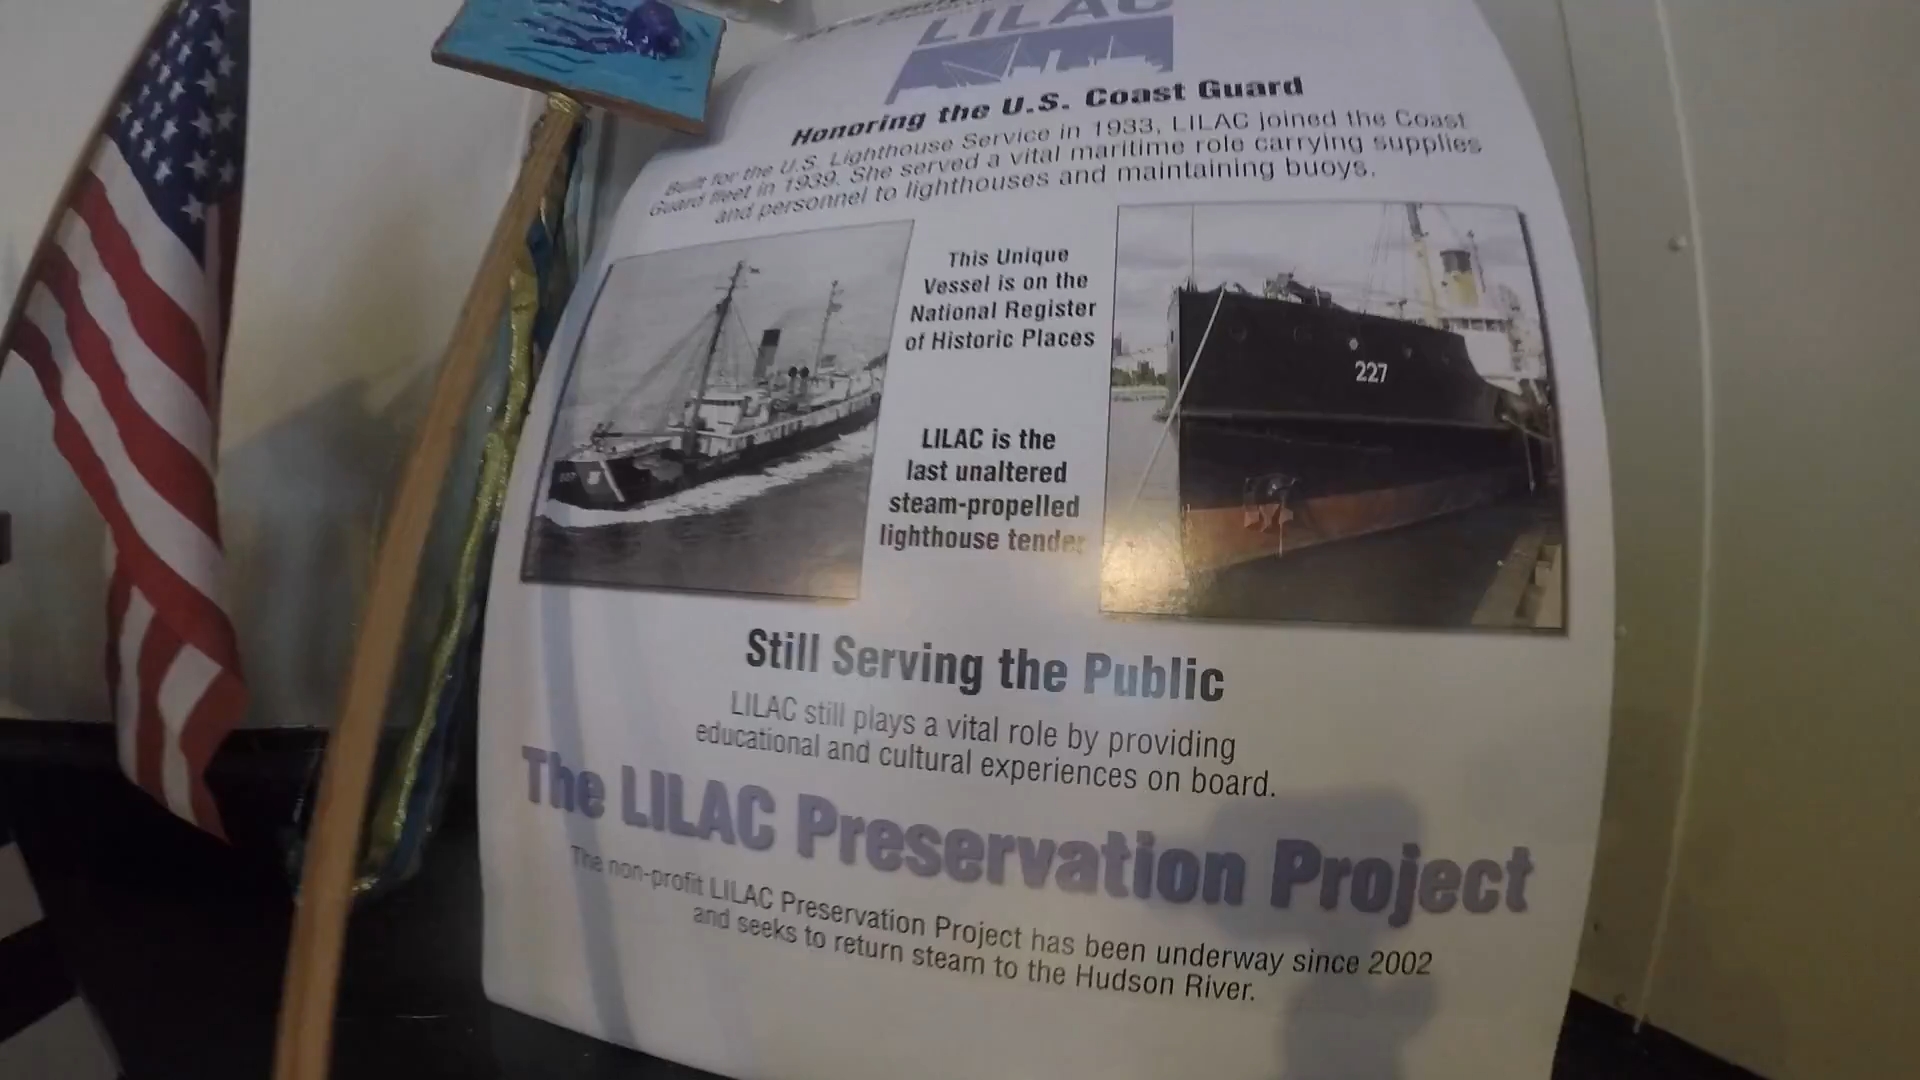 LILAC
Honoring the U.S. Coast Guard
Built for the U.S. Lighthouse Service in 1933, LILAC joined the Coast
Guard fleet in 1939. She served a vital maritime role carrying supplies
and personnel to lighthouses and maintaining buoys.
This Unique
Vessel is on the
National Register
of Historic Places
227
LILAC is the
last unaltered
steam-propelled
lighthouse tender
Still Serving the Public
LILAC still plays a vital role by providing
educational and cultural experiences on board.
The LILAC Preservation Project
The non-profit LILAC Preservation Project has been underway since 2002
and seeks to return steam to the Hudson River.